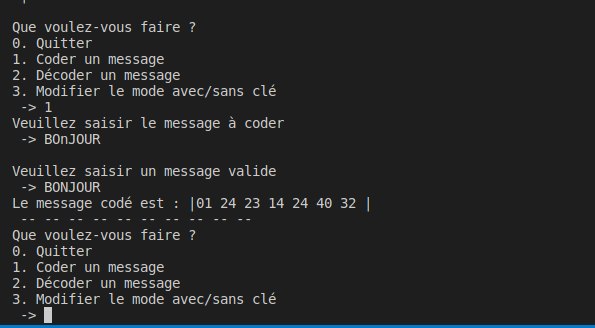 Que voulez-vous faire ?
0. Quitter
1. Coder un message
2. Décoder un message
3. Modifier le mode avec/sans clé
 -> 1
Veuillez saisir le message à coder
 -> BOnJOUR

Veuillez saisir un message valide
 -> BONJOUR
Le message codé est : |01 24 23 14 24 40 32 |
 -- -- -- -- -- -- -- -- -- --
Que voulez-vous faire ?
0. Quitter
1. Coder un message
2. Décoder un message
3. Modifier le mode avec/sans clé
 ->